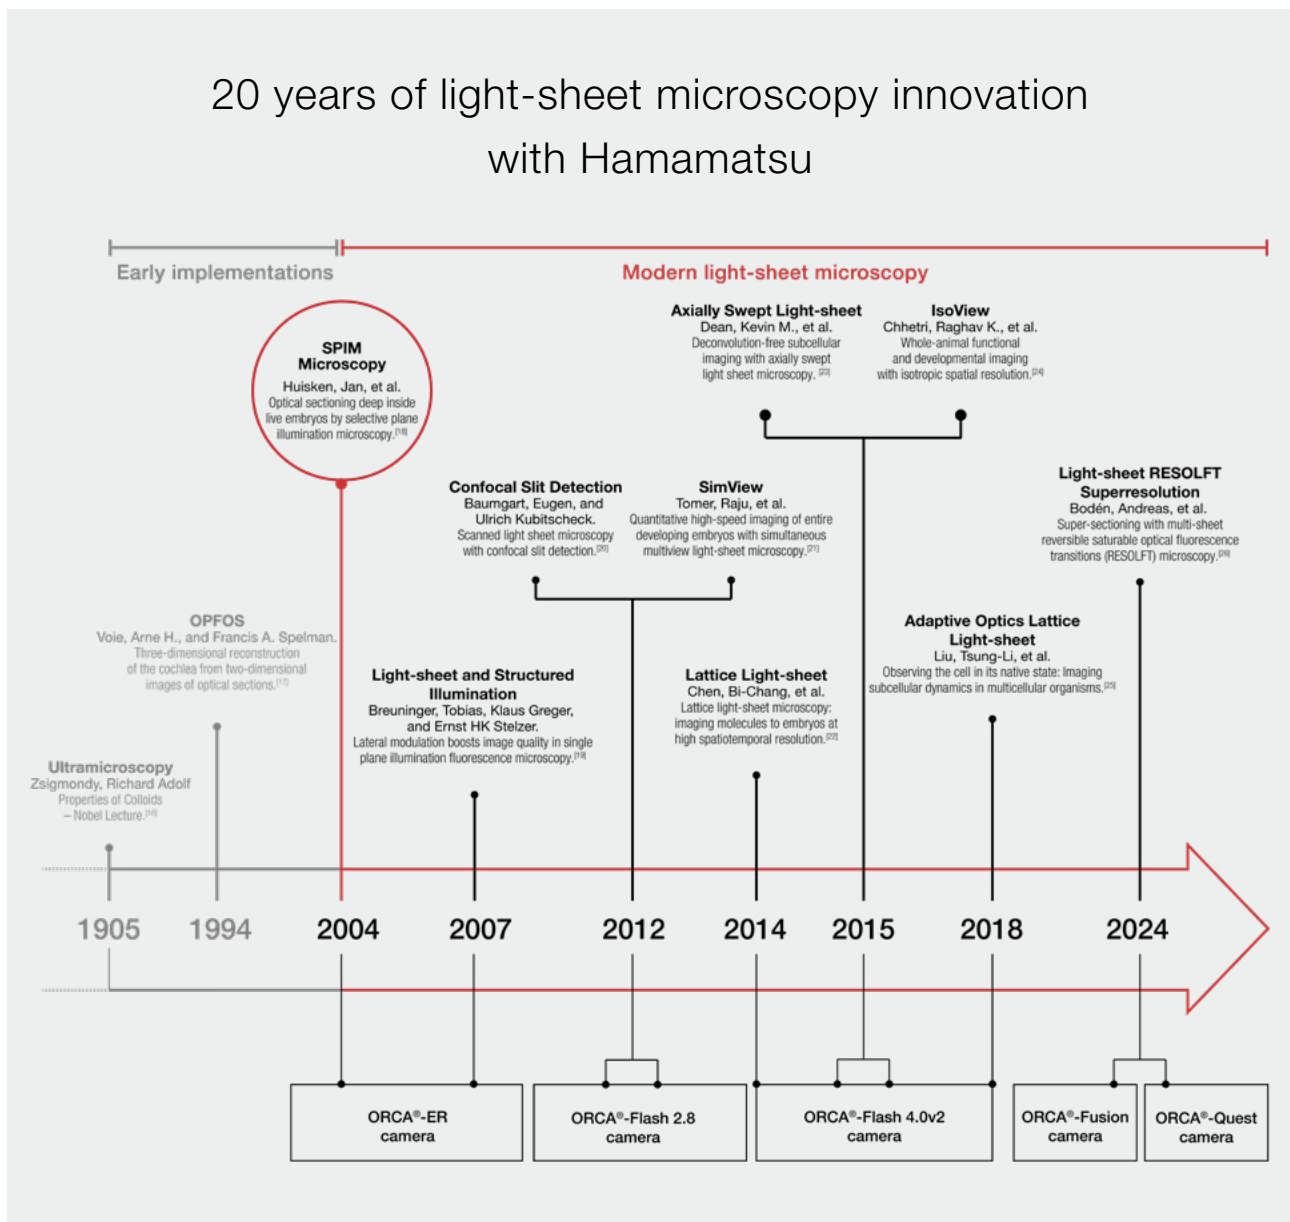 20 years of light-sheet microscopy innovation
with Hamamatsu
Early implementations
Modern light-sheet microscopy
SPIM
Microscopy
Huisken, Jan, et al.
Optical sectioning deep inside
live embryos by selective plane
illumination microscopy.[18]
Axially Swept Light-sheet
Dean, Kevin M., et al.
Deconvolution-free subcellular
imaging with axially swept
light sheet microscopy. [23]
IsoView
Chhetri, Raghav K., et al.
Whole-animal functional
and developmental imaging
with isotropic spatial resolution.[24]
Confocal Slit Detection
Baumgart, Eugen, and
Ulrich Kubitscheck.
Scanned light sheet microscopy
with confocal slit detection.[20]
SimView
Tomer, Raju, et al.
Quantitative high-speed imaging of entire
developing embryos with simultaneous
multiview light-sheet microscopy.[21]
Light-sheet RESOLFT
Superresolution
Bodén, Andreas, et al.
Super-sectioning with multi-sheet
reversible saturable optical fluorescence
transitions (RESOLFT) microscopy.[26]
OPFOS
Voie, Arne H., and Francis A. Spelman.
Three-dimensional reconstruction
of the cochlea from two-dimensional
images of optical sections.[17]
Light-sheet and Structured
Illumination
Breuninger, Tobias, Klaus Greger,
and Ernst HK Stelzer.
Lateral modulation boosts image quality in single
plane illumination fluorescence microscopy.[19]
Lattice Light-sheet
Chen, Bi-Chang, et al.
Lattice light-sheet microscopy:
imaging molecules to embryos at
high spatiotemporal resolution.[22]
Adaptive Optics Lattice
Light-sheet
Liu, Tsung-Li, et al.
Observing the cell in its native state: Imaging
subcellular dynamics in multicellular organisms.[25]
Ultramicroscopy
Zsigmondy, Richard Adolf
Properties of Colloids
– Nobel Lecture.[16]
1905
1994
2004
2007
2012
2014
2015
2018
2024
ORCA®-ER
camera
ORCA®-Flash 2.8
camera
ORCA®-Flash 4.0v2
camera
ORCA®-Fusion
camera
ORCA®-Quest
camera